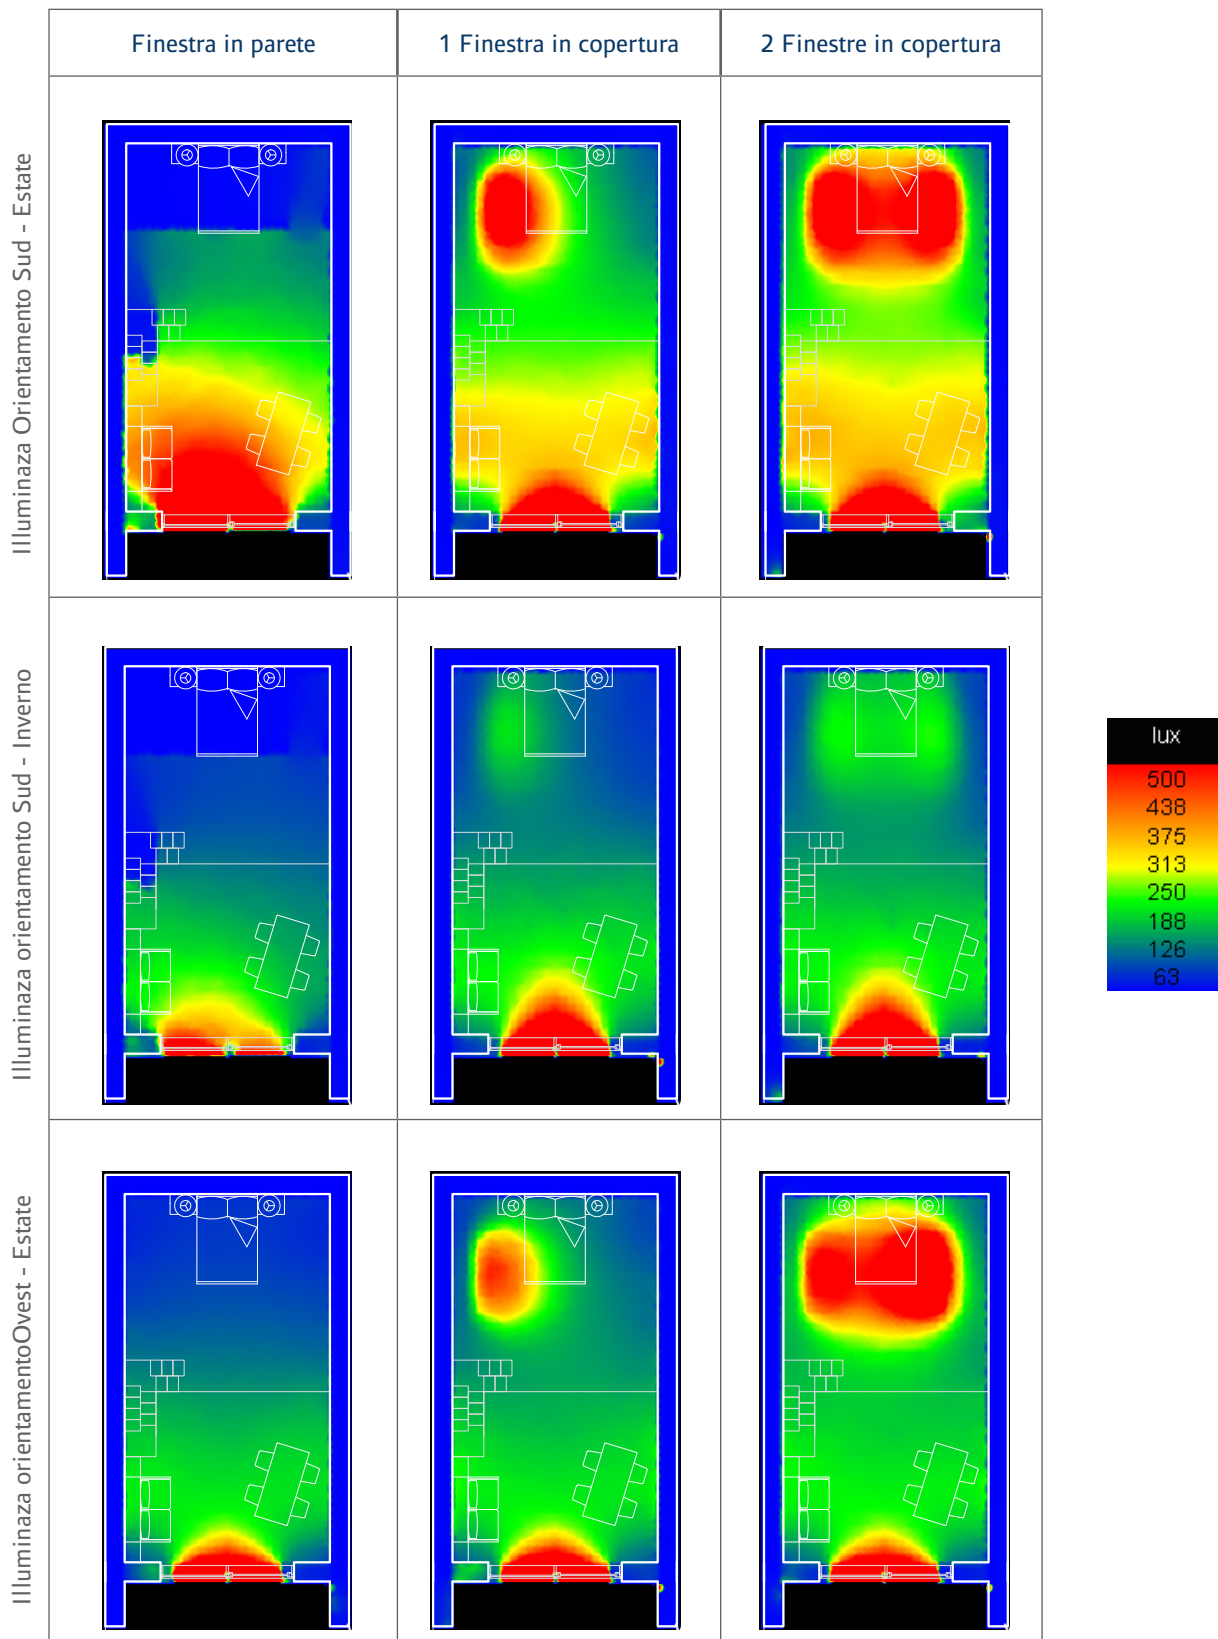 Finestra in parete
1 Finestra in copertura
2 Finestre in copertura
Illuminaza Orientamento Sud - Estate
Illuminaza orientamento Sud - Inverno
Illuminaza orientamentoOvest - Estate
lux
500
438
375
313
250
188
126
63